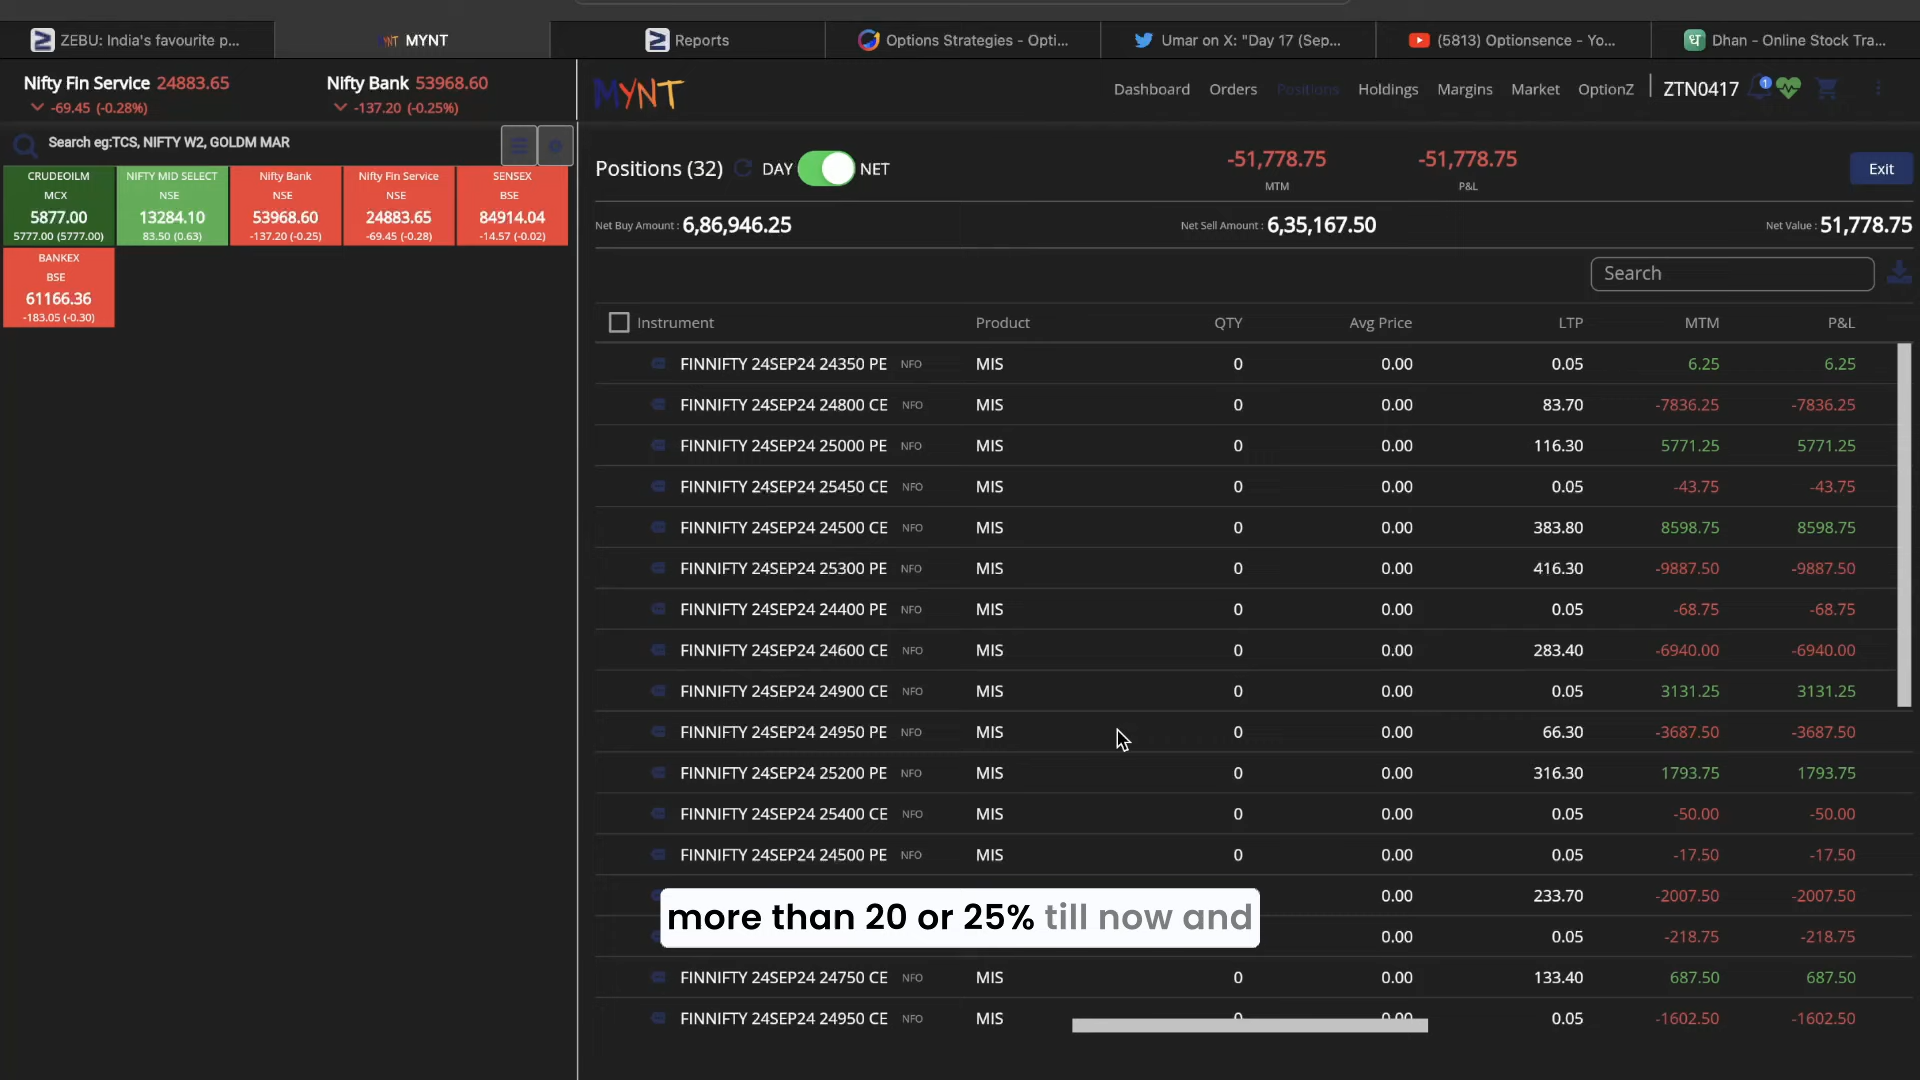 ZEBU: India's favourite p...
MYNT
Reports
Options Strategies - Opti...
Umar on X: "Day 17 (Sep...
(5813) Optionsence - Yo...
Dhan - Online Stock Tra...
Nifty Fin Service 24883.65
-69.45 (-0.28%)
Nifty Bank 53968.60
-137.20 (-0.25%)
MYNT
Dashboard Orders Positions Holdings Margins Market OptionZ ZTN0417 1
Search eg:TCS, NIFTY W2, GOLDM MAR
CRUDEOILM
MCX
5877.00
5777.00 (5777.00)
NIFTY MID SELECT
NSE
13284.10
83.50 (0.63)
Nifty Bank
NSE
53968.60
-137.20 (-0.25)
Nifty Fin Service
NSE
24883.65
-69.45 (-0.28)
SENSEX
BSE
84914.04
-14.57 (-0.02)
BANKEX
BSE
61166.36
-183.05 (-0.30)
Positions (32) DAY NET
-51,778.75
MTM
-51,778.75
P&L
Exit
Net Buy Amount : 6,86,946.25
Net Sell Amount : 6,35,167.50
Net Value : 51,778.75
Search
Instrument Product QTY Avg Price LTP MTM P&L
FINNIFTY 24SEP24 24350 PE NFO MIS 0 0.00 0.05 6.25 6.25
FINNIFTY 24SEP24 24800 CE NFO MIS 0 0.00 83.70 -7836.25 -7836.25
FINNIFTY 24SEP24 25000 PE NFO MIS 0 0.00 116.30 5771.25 5771.25
FINNIFTY 24SEP24 25450 CE NFO MIS 0 0.00 0.05 -43.75 -43.75
FINNIFTY 24SEP24 24500 CE NFO MIS 0 0.00 383.80 8598.75 8598.75
FINNIFTY 24SEP24 25300 PE NFO MIS 0 0.00 416.30 -9887.50 -9887.50
FINNIFTY 24SEP24 24400 PE NFO MIS 0 0.00 0.05 -68.75 -68.75
FINNIFTY 24SEP24 24600 CE NFO MIS 0 0.00 283.40 -6940.00 -6940.00
FINNIFTY 24SEP24 24900 CE NFO MIS 0 0.00 0.05 3131.25 3131.25
FINNIFTY 24SEP24 24950 PE NFO MIS 0 0.00 66.30 -3687.50 -3687.50
FINNIFTY 24SEP24 25200 PE NFO MIS 0 0.00 316.30 1793.75 1793.75
FINNIFTY 24SEP24 25400 CE NFO MIS 0 0.00 0.05 -50.00 -50.00
FINNIFTY 24SEP24 24500 PE NFO MIS 0 0.00 0.05 -17.50 -17.50
0.00 233.70 -2007.50 -2007.50
more than 20 or 25% till now and
0.00 0.05 -218.75 -218.75
FINNIFTY 24SEP24 24750 CE NFO MIS 0 0.00 133.40 687.50 687.50
FINNIFTY 24SEP24 24950 CE NFO MIS 0 0.00 0.05 -1602.50 -1602.50